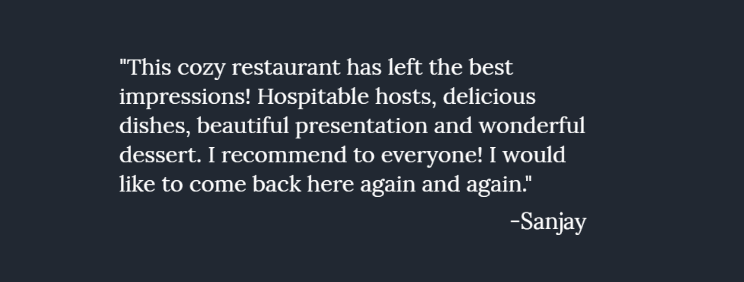 "This cozy restaurant has left the best
impressions! Hospitable hosts, delicious
dishes, beautiful presentation and wonderful
dessert. I recommend to everyone! I would
like to come back here again and again."
-Sanjay